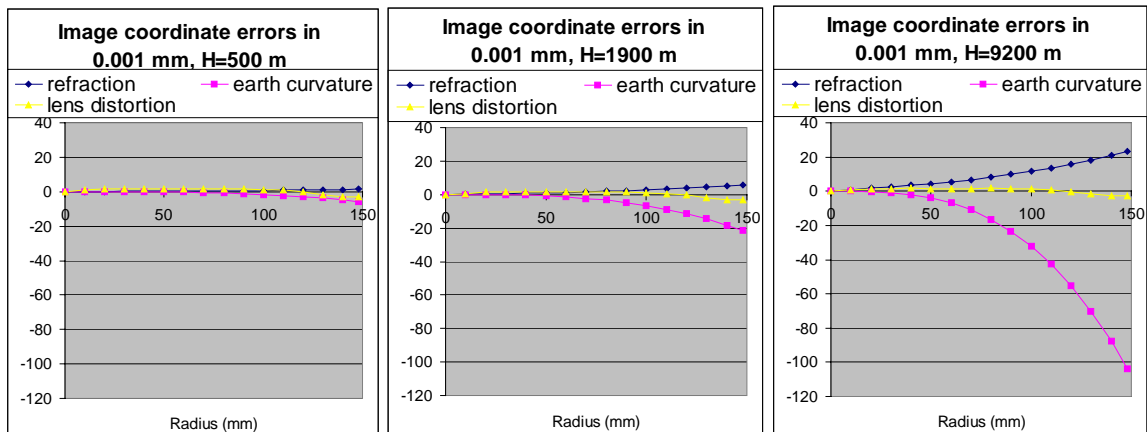 Image coordinate errors in
0.001 mm, H=500 m
refraction earth curvature
lens distortion
40
20
0
-20
-40
-60
-80
-100
-120
0 50 100 150
Radius (mm)
Image coordinate errors in
0.001 mm, H=1900 m
refraction earth curvature
lens distortion
40
20
0
-20
-40
-60
-80
-100
-120
0 50 100 150
Radius (mm)
Image coordinate errors in
0.001 mm, H=9200 m
refraction earth curvature
lens distortion
40
20
0
-20
-40
-60
-80
-100
-120
0 50 100 150
Radius (mm)